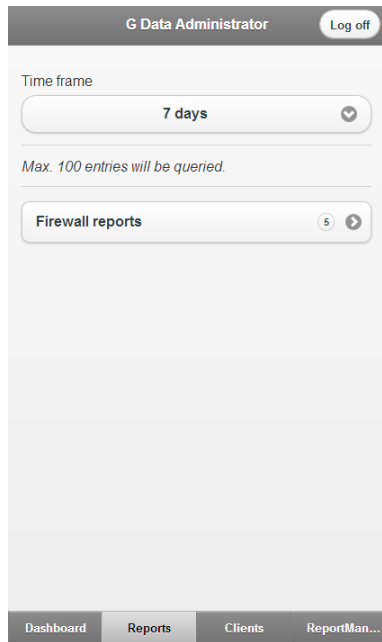 G Data Administrator
Log off
Time frame
7 days
Max. 100 entries will be queried.
Firewall reports
5
Dashboard
Reports
Clients
ReportMan...